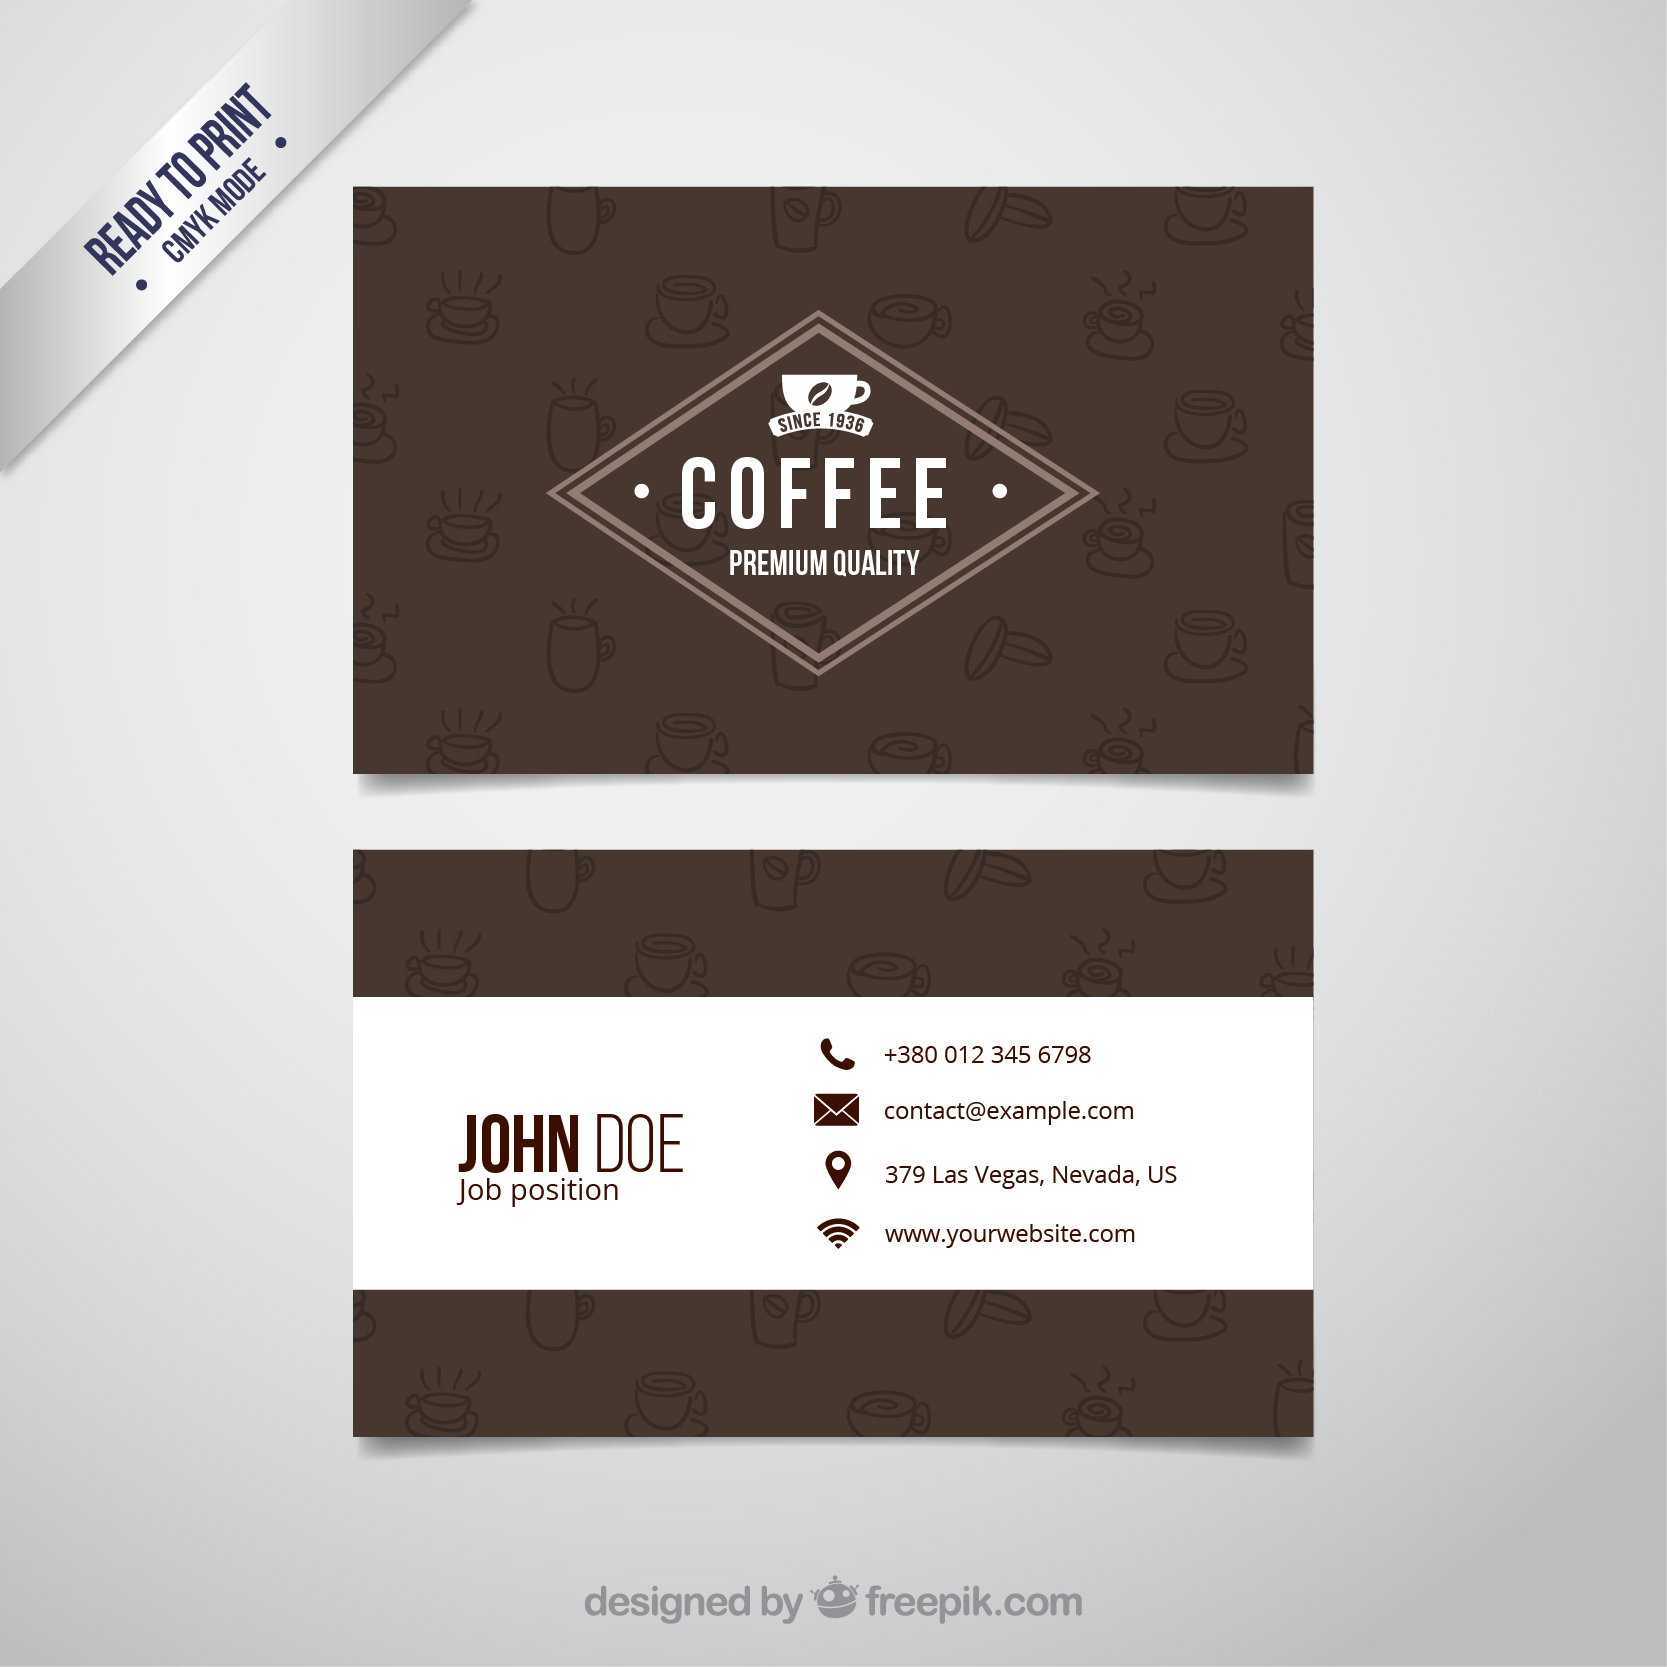 READY TO PRINT
CMYK MODE
SINCE 1936
COFFEE
PREMIUM QUALITY
JOHN DOE
Job position
+380 012 345 6798
contact@example.com
379 Las Vegas, Nevada, US
www.yourwebsite.com
designed by freepik.com